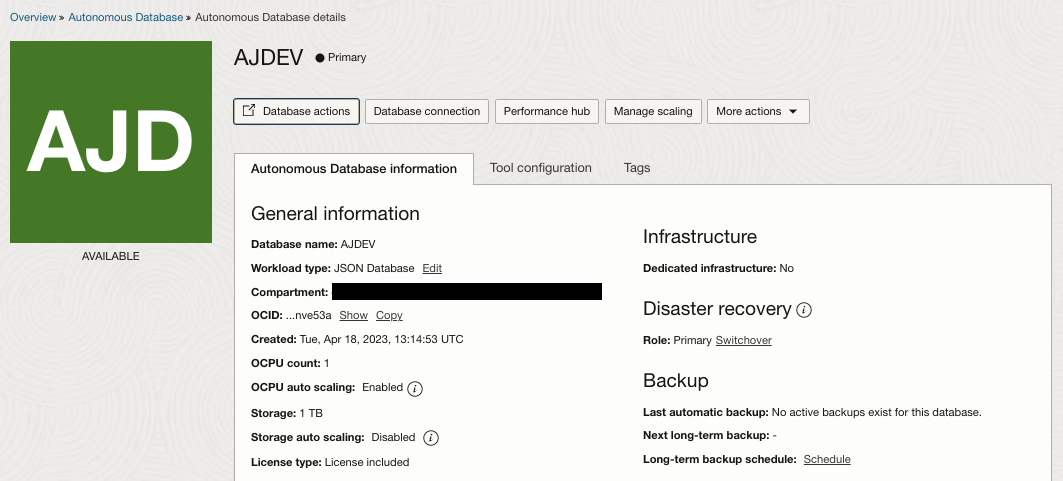 Overview » Autonomous Database » Autonomous Database details
AJD
AVAILABLE
AJDEV ● Primary
Database actions
Database connection
Performance hub
Manage scaling
More actions
Autonomous Database information
Tool configuration
Tags
General information
Database name: AJDEV
Workload type: JSON Database Edit
Compartment:
OCID: ...nve53a Show Copy
Created: Tue, Apr 18, 2023, 13:14:53 UTC
OCPU count: 1
OCPU auto scaling: Enabled i
Storage: 1 TB
Storage auto scaling: Disabled i
License type: License included
Infrastructure
Dedicated infrastructure: No
Disaster recovery i
Role: Primary Switchover
Backup
Last automatic backup: No active backups exist for this database.
Next long-term backup: -
Long-term backup schedule: Schedule